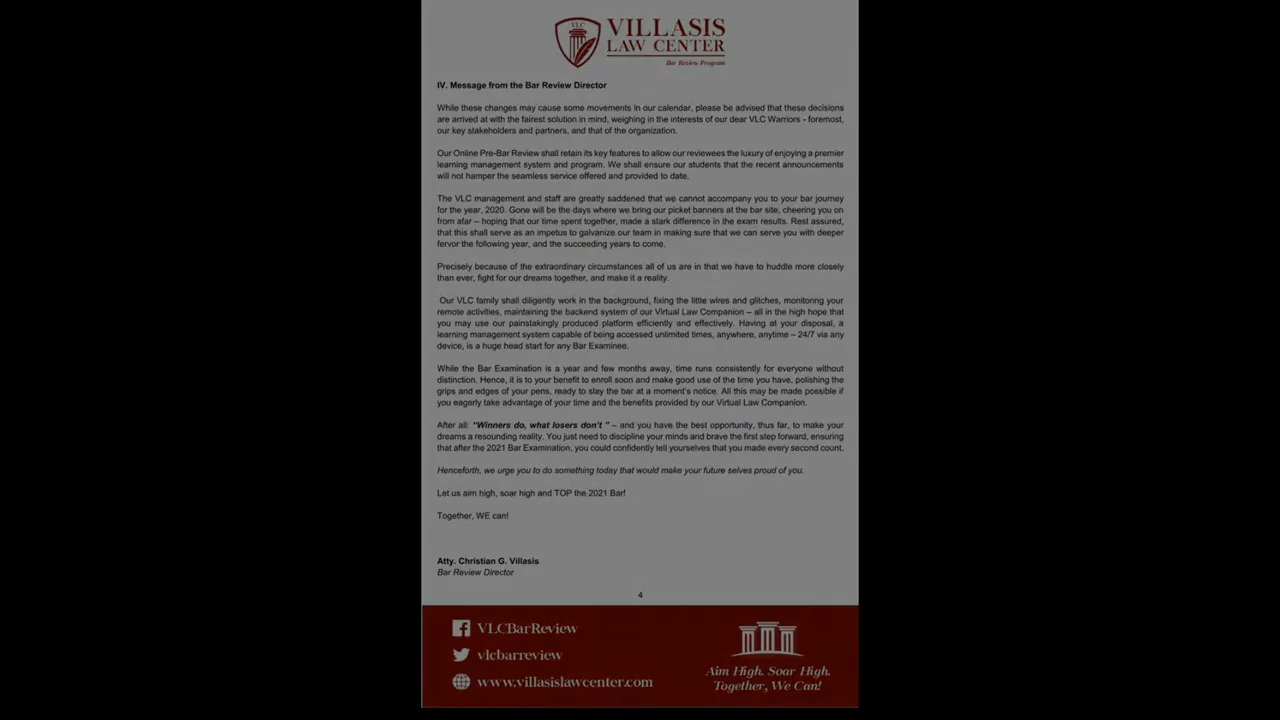 VLC
VILLASIS
LAW CENTER
Bar Review Program
IV. Message from the Bar Review Director
While these changes may cause some movements in our calendar, please be advised that these decisions
are arrived at with the fairest solution in mind, weighing in the interests of our dear VLC Warriors - foremost,
our key stakeholders and partners, and that of the organization.
Our Online Pre-Bar Review shall retain its key features to allow our reviewees the luxury of enjoying a premier
learning management system and program. We shall ensure our students that the recent announcements
will not hamper the seamless service offered and provided to date.
The VLC management and staff are greatly saddened that we cannot accompany you to your bar journey
for the year, 2020. Gone will be the days where we bring our picket banners at the bar site, cheering you on
from afar – hoping that our time spent together, made a stark difference in the exam results. Rest assured,
that this shall serve as an impetus to galvanize our team in making sure that we can serve you with deeper
fervor the following year, and the succeeding years to come.
Precisely because of the extraordinary circumstances all of us are in that we have to huddle more closely
than ever, fight for our dreams together, and make it a reality.
Our VLC family shall diligently work in the background, fixing the little wires and glitches, monitoring your
remote activities, maintaining the backend system of our Virtual Law Companion – all in the high hope that
you may use our painstakingly produced platform efficiently and effectively. Having at your disposal, a
learning management system capable of being accessed unlimited times, anywhere, anytime – 24/7 via any
device, is a huge head start for any Bar Examinee.
While the Bar Examination is a year and few months away, time runs consistently for everyone without
distinction. Hence, it is to your benefit to enroll soon and make good use of the time you have, polishing the
grips and edges of your pens, ready to slay the bar at a moment's notice. All this may be made possible if
you eagerly take advantage of your time and the benefits provided by our Virtual Law Companion.
After all: “Winners do, what losers don't ” – and you have the best opportunity, thus far, to make your
dreams a resounding reality. You just need to discipline your minds and brave the first step forward, ensuring
that after the 2021 Bar Examination, you could confidently tell yourselves that you made every second count.
Henceforth, we urge you to do something today that would make your future selves proud of you.
Let us aim high, soar high and TOP the 2021 Bar!
Together, WE can!
Atty. Christian G. Villasis
Bar Review Director
4
VLCBarReview
vlcbarreview
www.villasislawcenter.com
Aim High. Soar High.
Together, We Can!